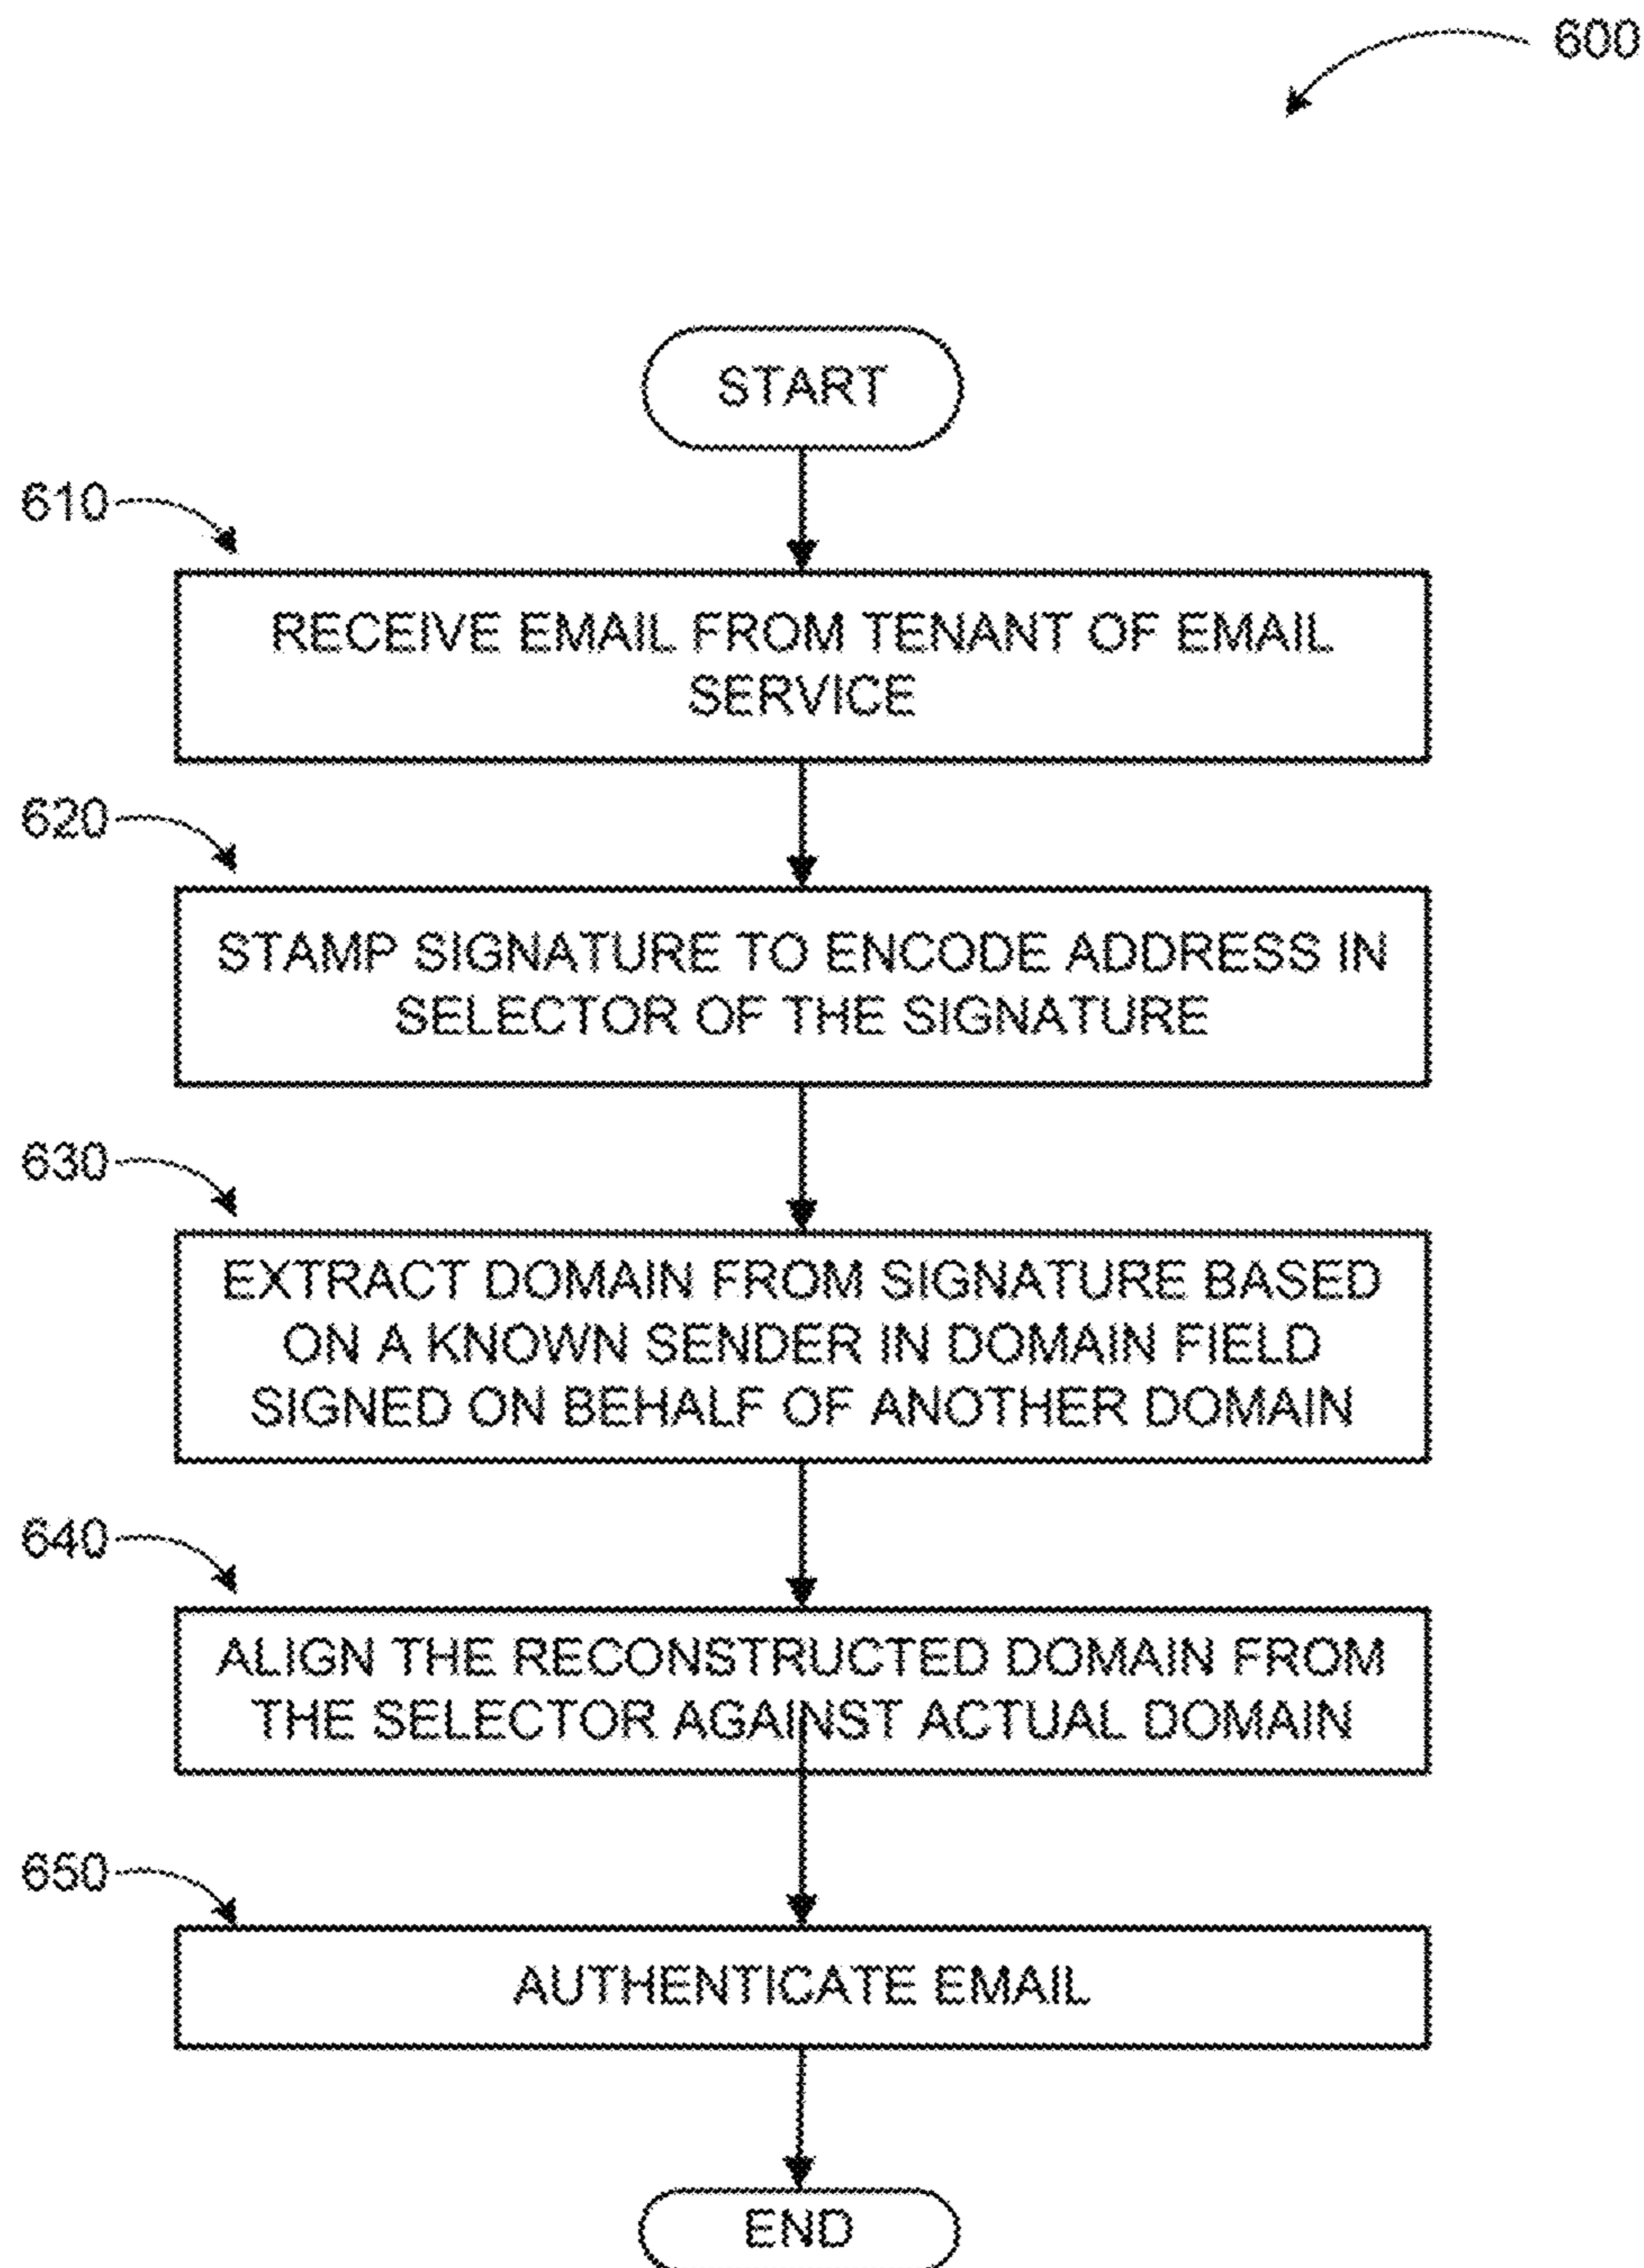 600
START
610
RECEIVE EMAIL FROM TENANT OF EMAIL
SERVICE
620
STAMP SIGNATURE TO ENCODE ADDRESS IN
SELECTOR OF THE SIGNATURE
630
EXTRACT DOMAIN FROM SIGNATURE BASED
ON A KNOWN SENDER IN DOMAIN FIELD
SIGNED ON BEHALF OF ANOTHER DOMAIN
640
ALIGN THE RECONSTRUCTED DOMAIN FROM
THE SELECTOR AGAINST ACTUAL DOMAIN
650
AUTHENTICATE EMAIL
END